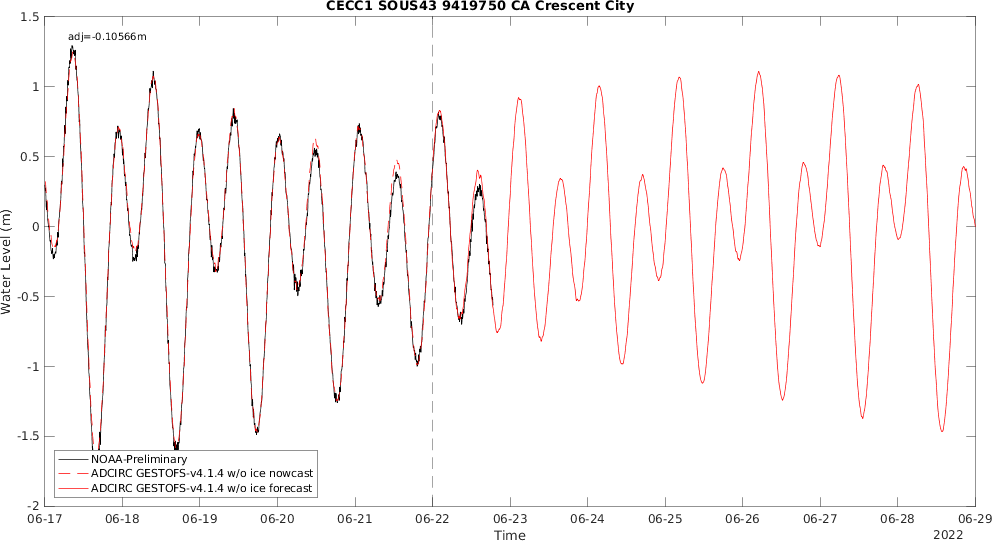 CECC1 SOUS43 9419750 CA Crescent City
adj=-0.10566m
1.5
1
0.5
0
-0.5
-1
-1.5
-2
Water Level (m)
NOAA-Preliminary
ADCIRC GESTOFS-v4.1.4 w/o ice nowcast
ADCIRC GESTOFS-v4.1.4 w/o ice forecast
06-17 06-18 06-19 06-20 06-21 06-22 06-23 06-24 06-25 06-26 06-27 06-28 06-29
Time
2022